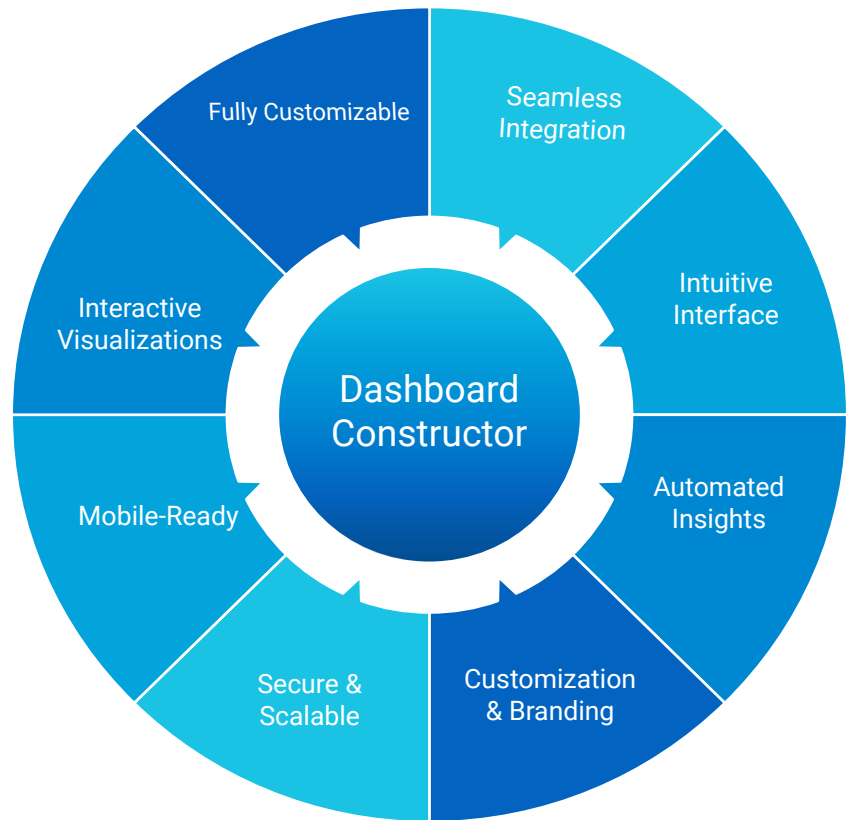 Fully Customizable
Seamless
Integration
Intuitive
Interface
Automated
Insights
Customization
& Branding
Secure &
Scalable
Mobile-Ready
Interactive
Visualizations
Dashboard
Constructor